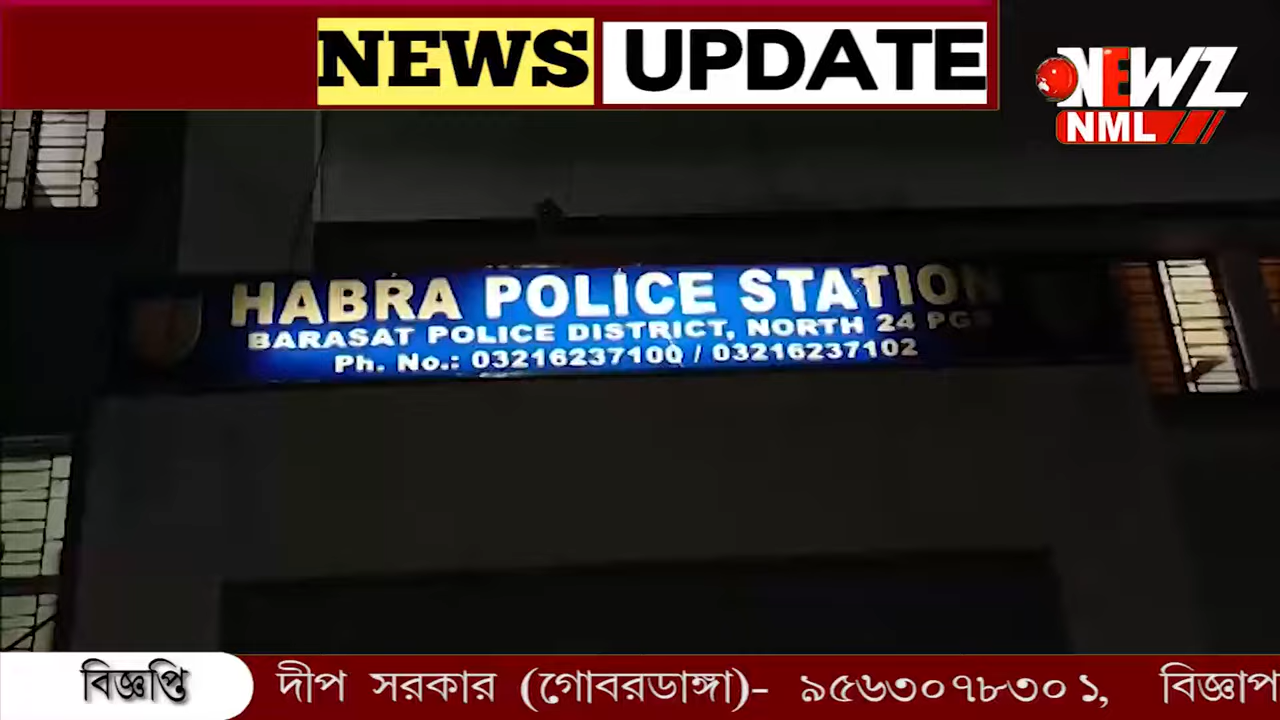 NEWS UPDATE
NEWZ
NML
HABRA POLICE STATION
BARASAT POLICE DISTRICT, NORTH 24 PGS
Ph. No.: 03216237100 / 03216237102
বিজ্ঞপ্তি
দীপ সরকার (গোবরডাঙ্গা)- ৯৫৬৩০৭৮৩০১, বিজ্ঞাপ